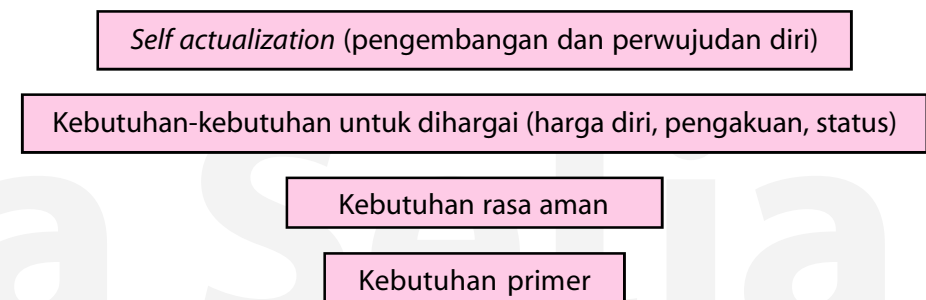 Self actualization (pengembangan dan perwujudan diri)
Kebutuhan-kebutuhan untuk dihargai (harga diri, pengakuan, status)
Kebutuhan rasa aman
Kebutuhan primer
a Setia